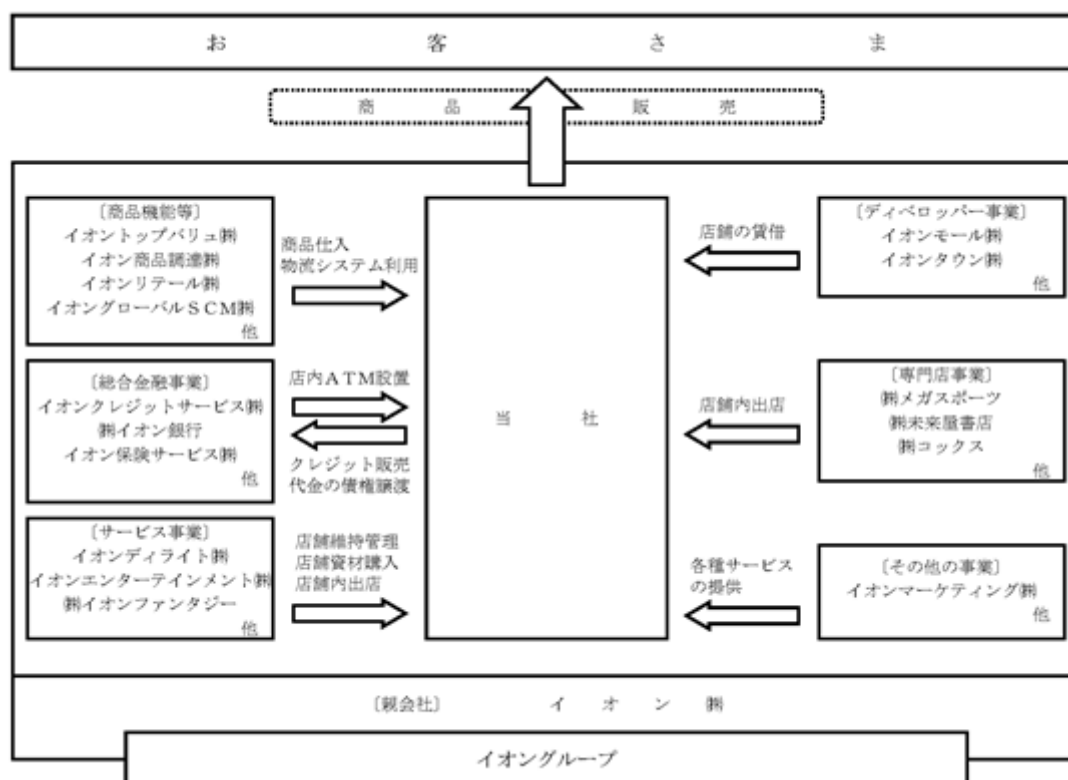 お客さま
商品販売
〔商品機能等〕
イオントップバリュ㈱
イオン商品調達㈱
イオンリテール㈱
イオングローバルSCM㈱
他
商品仕入
物流システム利用
〔総合金融事業〕
イオンクレジットサービス㈱
㈱イオン銀行
イオン保険サービス㈱
他
店内ATM設置
クレジット販売
代金の債権譲渡
〔サービス事業〕
イオンディライト㈱
イオンエンターテインメント㈱
㈱イオンファンタジー
他
店舗維持管理
店舗資材購入
店舗内出店
当社
店舗の賃借
〔ディベロッパー事業〕
イオンモール㈱
イオンタウン㈱
他
店舗内出店
〔専門店事業〕
㈱メガスポーツ
㈱未来屋書店
㈱コックス
他
各種サービス
の提供
〔その他の事業〕
イオンマーケティング㈱
他
〔親会社〕 イオン㈱
イオングループ